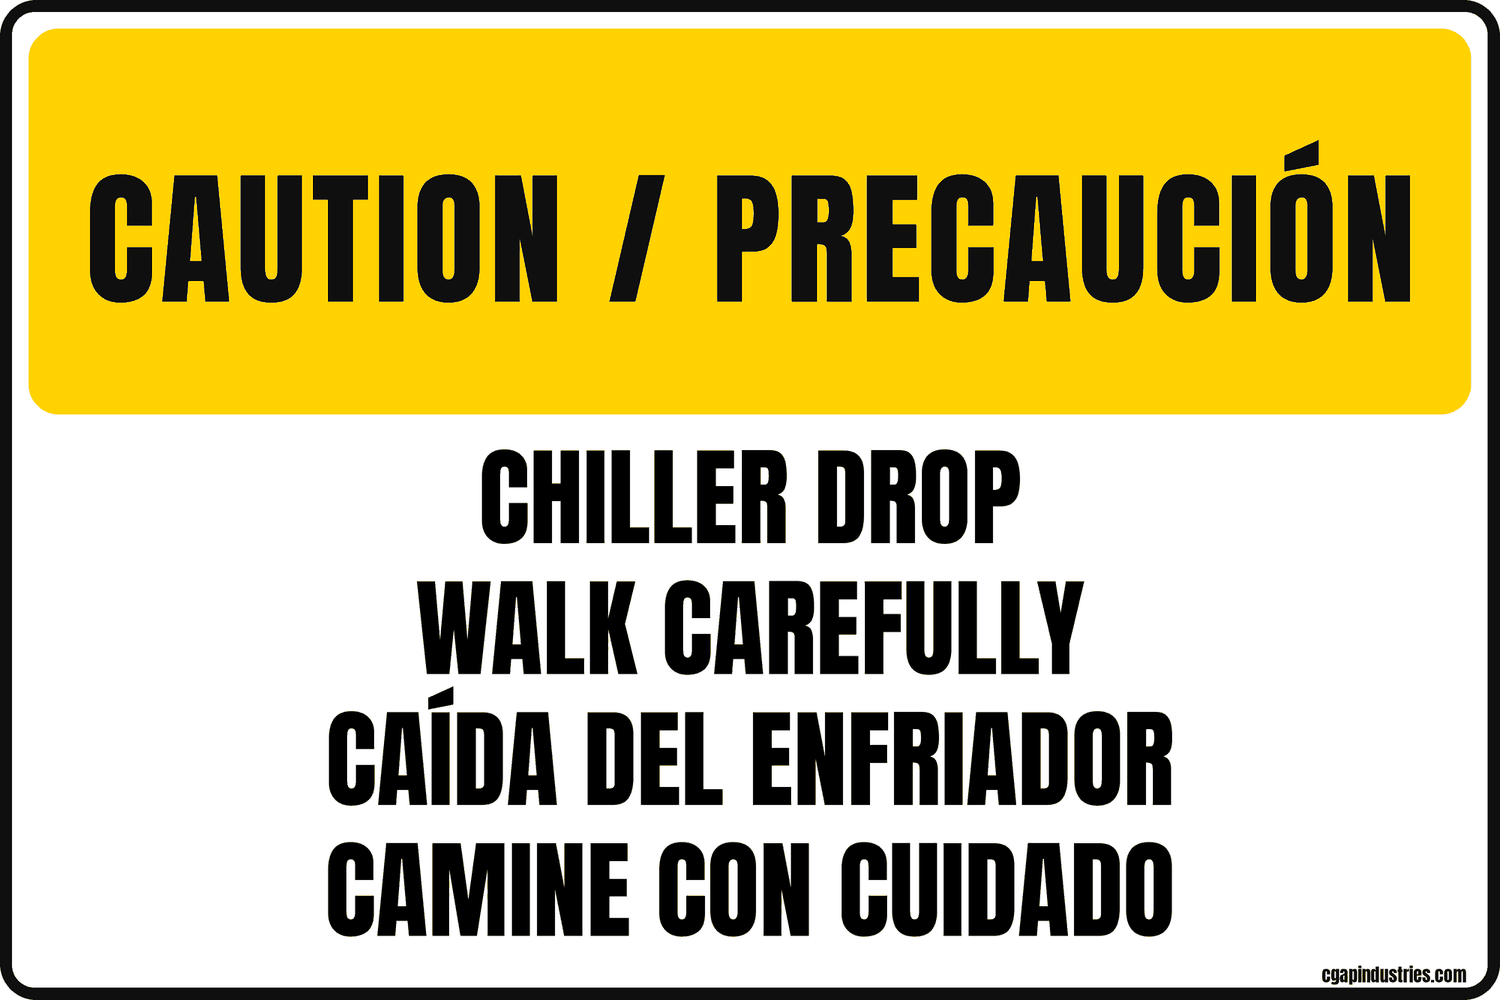 CAUTION / PRECAUCIÓN
CHILLER DROP
WALK CAREFULLY
CAÍDA DEL ENFRIADOR
CAMINE CON CUIDADO
cgapindustries.com